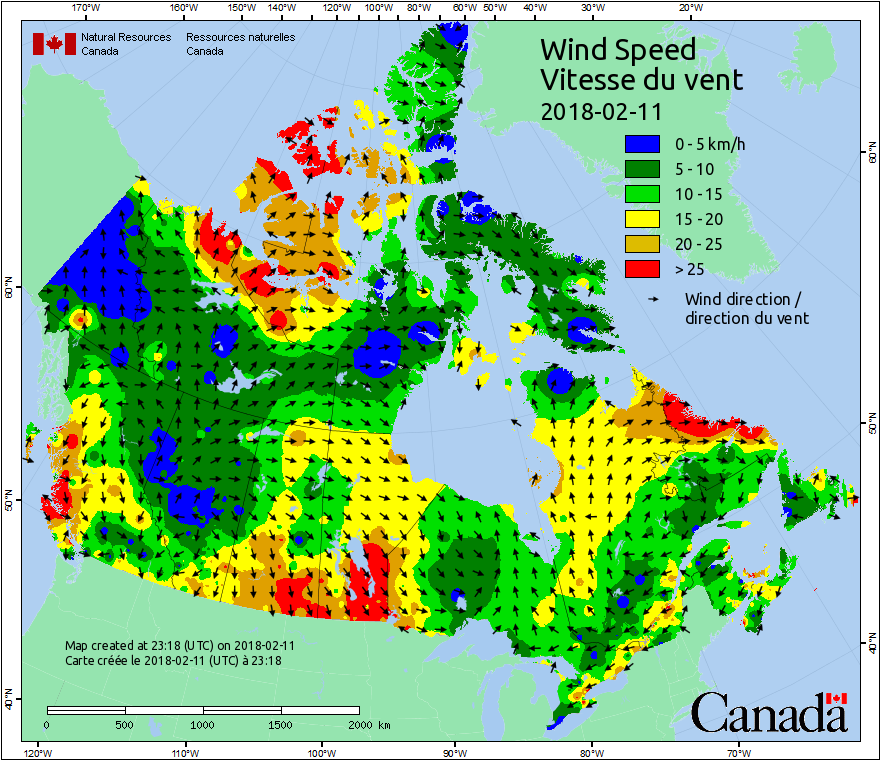 170°W 160°W 150°W 140°W 120°W 100°W 80°W 60°W 50°W 40°W 30°W 20°W
Natural Resources Canada
Ressources naturelles Canada
Wind Speed
Vitesse du vent
2018-02-11
0 - 5 km/h
5 - 10
10 - 15
15 - 20
20 - 25
> 25
Wind direction /
direction du vent
60°N
50°N
40°N
60°N
50°N
40°N
Map created at 23:18 (UTC) on 2018-02-11
Carte créée le 2018-02-11 (UTC) à 23:18
0 500 1000 1500 2000 km
Canada
120°W 110°W 100°W 90°W 80°W 70°W